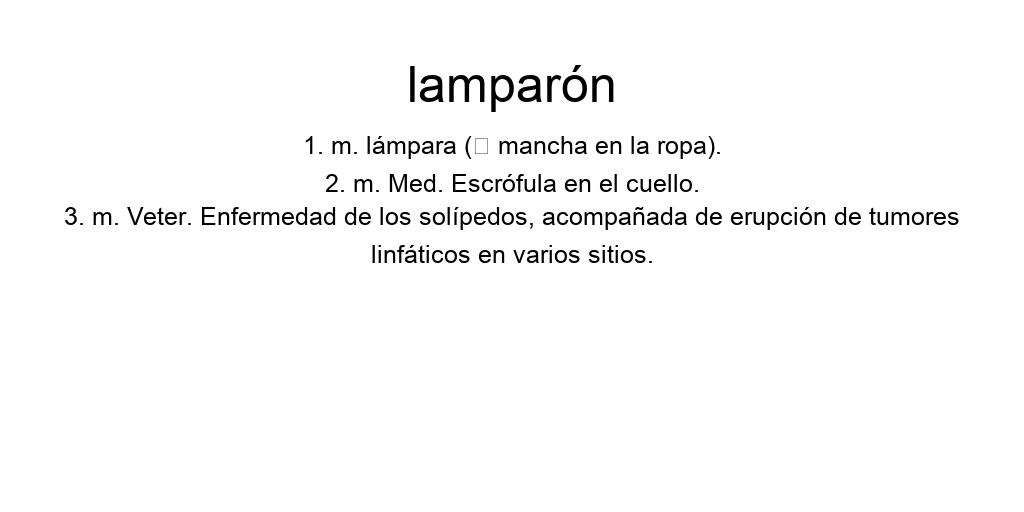 lamparón
1. m. lámpara (□ mancha en la ropa).
2. m. Med. Escrófula en el cuello.
3. m. Veter. Enfermedad de los solípedos, acompañada de erupción de tumores
linfáticos en varios sitios.